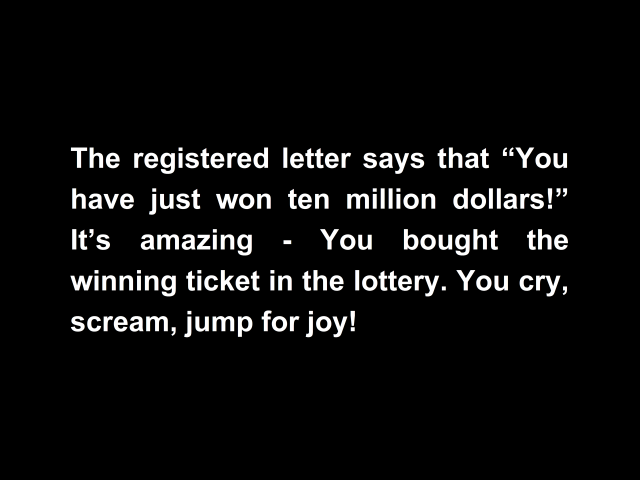 The registered letter says that “You
have just won ten million dollars!”
It’s amazing - You bought the
winning ticket in the lottery. You cry,
scream, jump for joy!